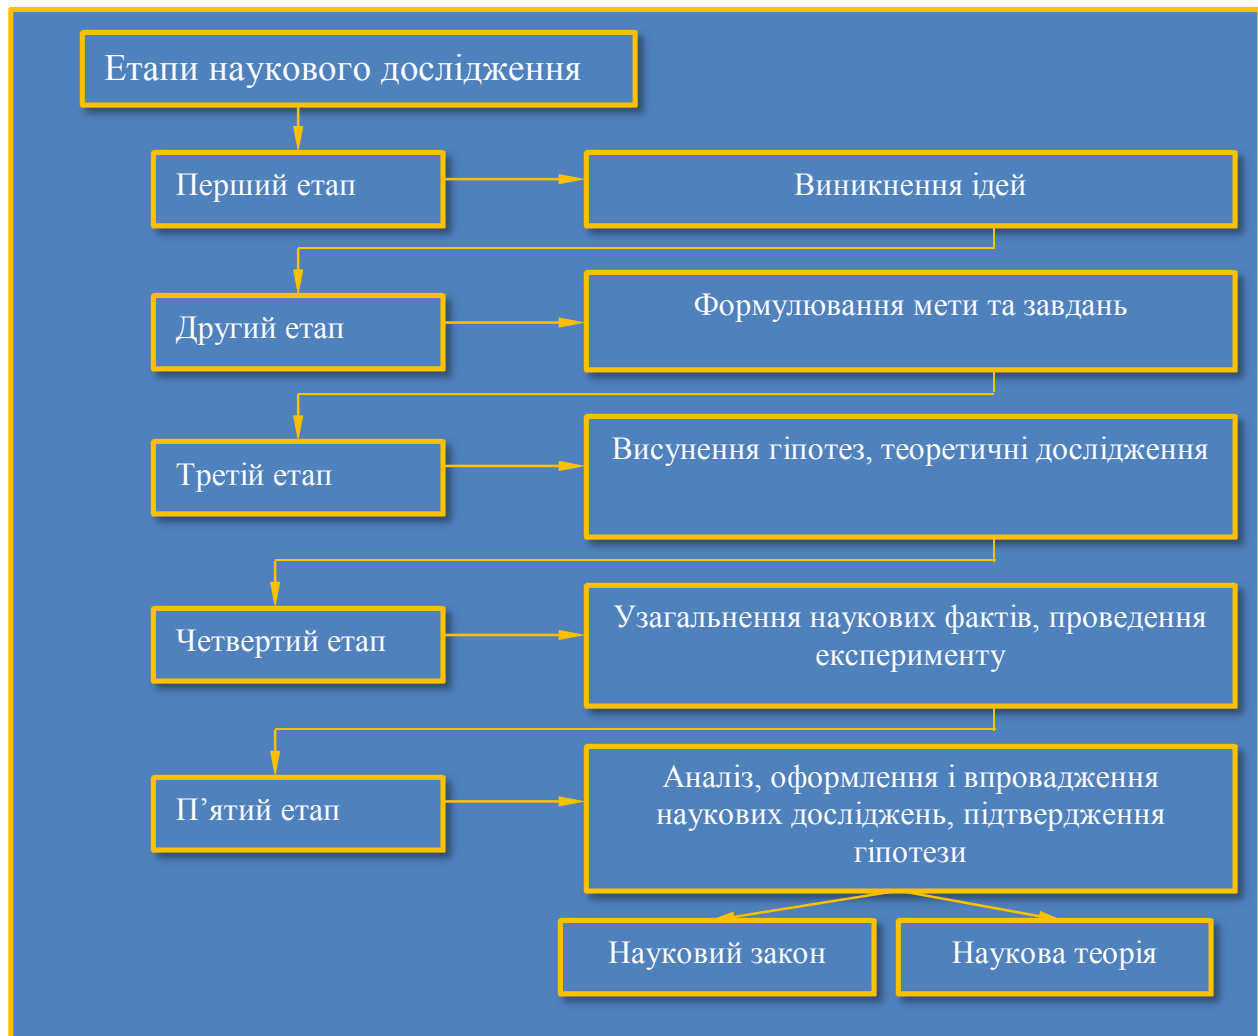 Етапи наукового дослідження
Перший етап
Виникнення ідей
Другий етап
Формулювання мети та завдань
Третій етап
Висунення гіпотез, теоретичні дослідження
Четвертий етап
Узагальнення наукових фактів, проведення
експерименту
П’ятий етап
Аналіз, оформлення і впровадження
наукових досліджень, підтвердження
гіпотези
Науковий закон
Наукова теорія